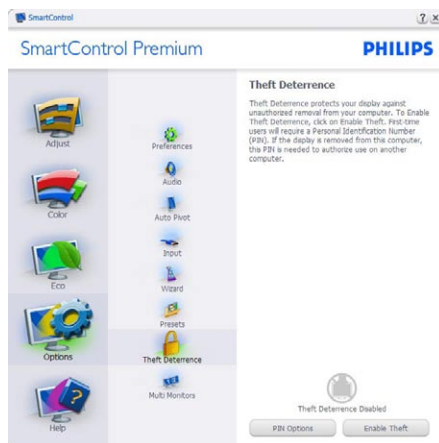 SmartControl
SmartControl Premium
PHILIPS
Adjust
Color
Eco
Options
Help
Preferences
Audio
Auto Pivot
Input
Wizard
Presets
Theft Deterrence
Multi Monitors
Theft Deterrence
Theft Deterrence protects your display against
unauthorized removal from your computer. To Enable
Theft Deterrence, click on Enable Theft. First-time
users will require a Personal Identification Number
(PIN). If the display is removed from this computer,
this PIN is needed to authorize use on another
computer.
Theft Deterrence Disabled
PIN Options
Enable Theft